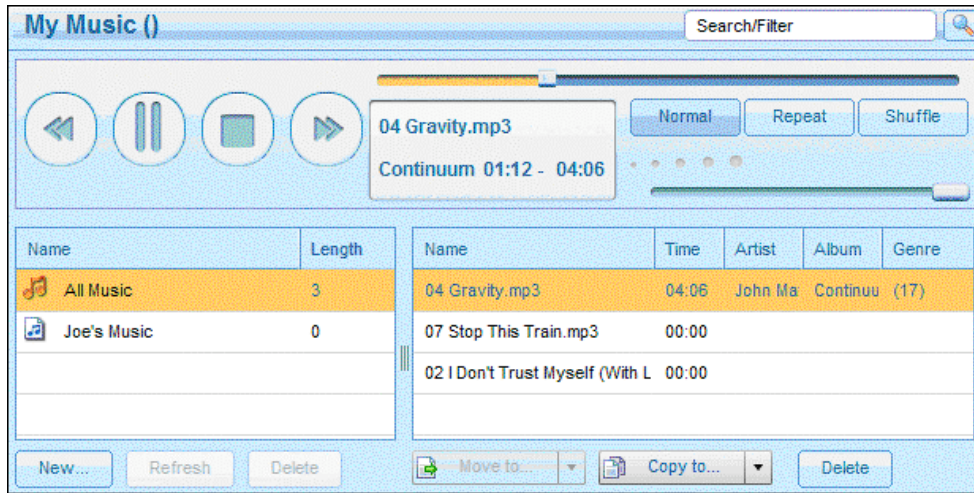 My Music ()
Search/Filter
04 Gravity.mp3
Continuum 01:12 - 04:06
Normal Repeat Shuffle
Name Length
All Music 3
Joe's Music 0
Name Time Artist Album Genre
04 Gravity.mp3 04:06 John Ma Continuu (17)
07 Stop This Train.mp3 00:00
02 I Don't Trust Myself (With L 00:00
New... Refresh Delete
Move to... Copy to... Delete